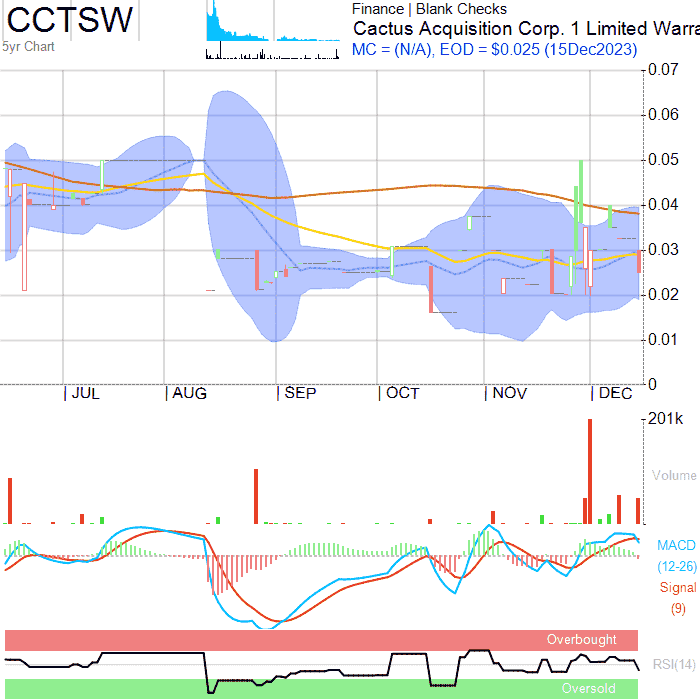 CCTSW
5yr Chart
Finance | Blank Checks
Cactus Acquisition Corp. 1 Limited Warra
MC = (N/A), EOD = $0.025 (15Dec2023)
0.07
0.06
0.05
0.04
0.03
0.02
0.01
0
JUL AUG SEP OCT NOV DEC
201k
Volume
MACD
(12-26)
Signal
(9)
Overbought
RSI(14)
Oversold